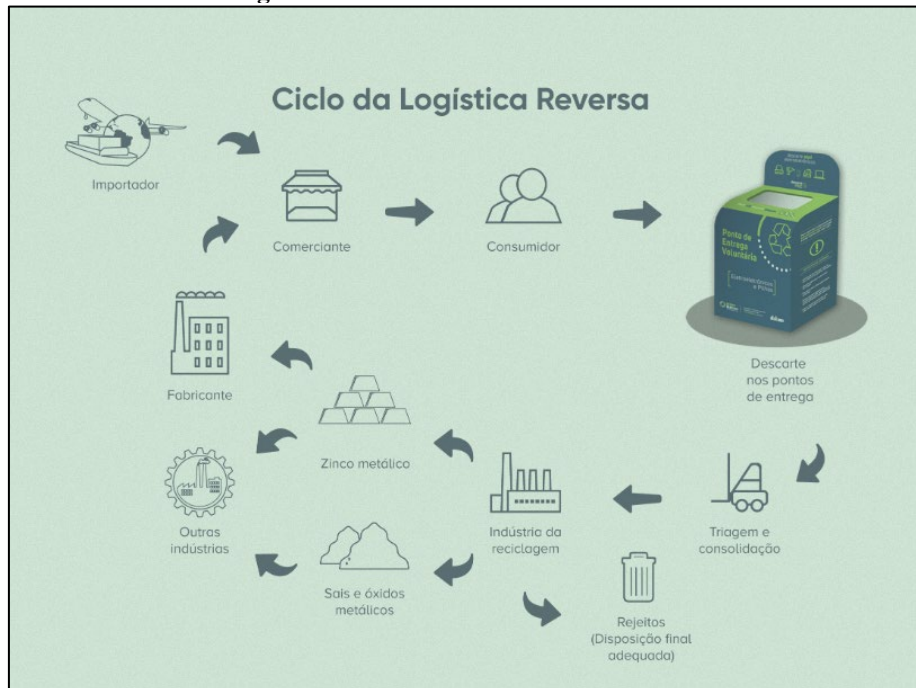 Ciclo da Logística Reversa
Importador
Comerciante
Consumidor
Ponto de
Entrega
Voluntária
Descarte
nos pontos
de entrega
Fabricante
Zinco metálico
Outras
indústrias
Indústria da
reciclagem
Triagem e
consolidação
Sais e óxidos
metálicos
Rejeitos
(Disposição final
adequada)